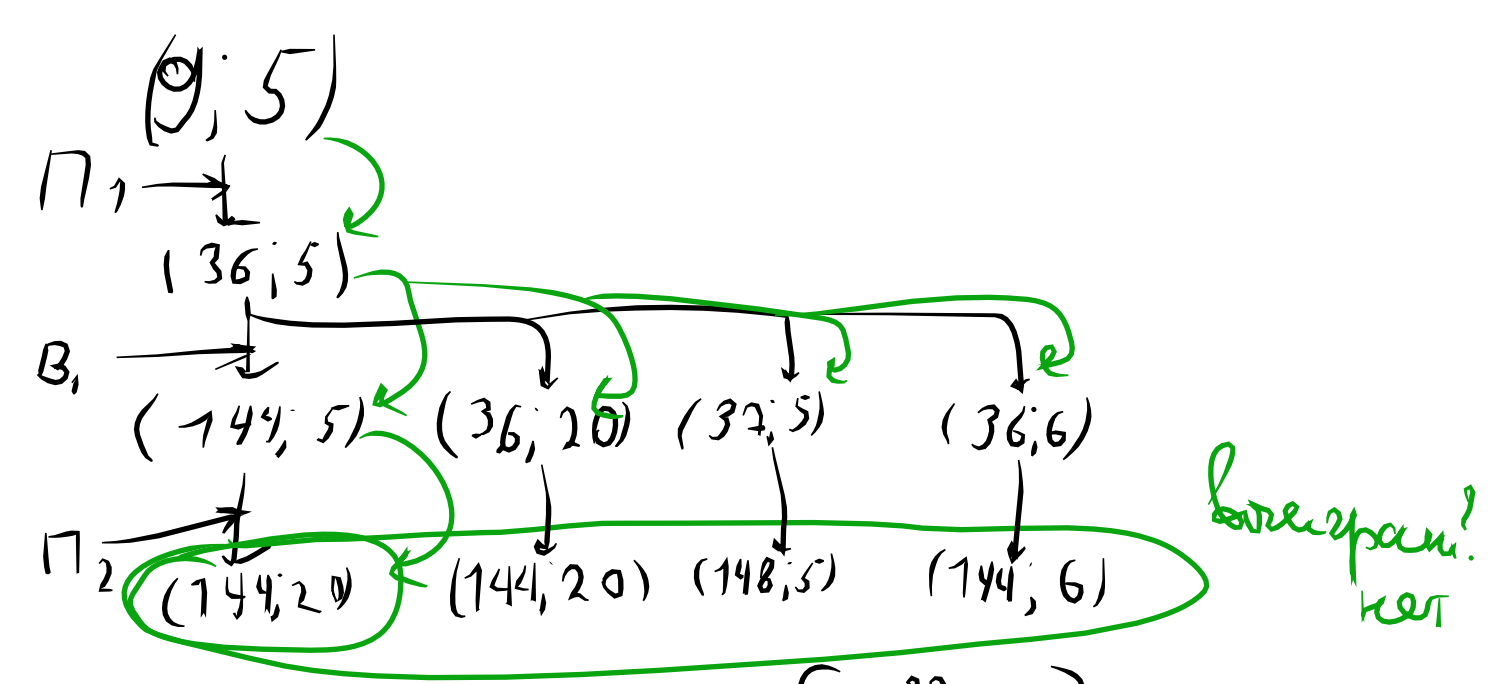 (9; 5)
П1
(36; 5)
В1
(144; 5) (36; 20) (37; 5) (36; 6)
П2
(144; 20) (144; 20) (148; 5) (144; 6)
нет